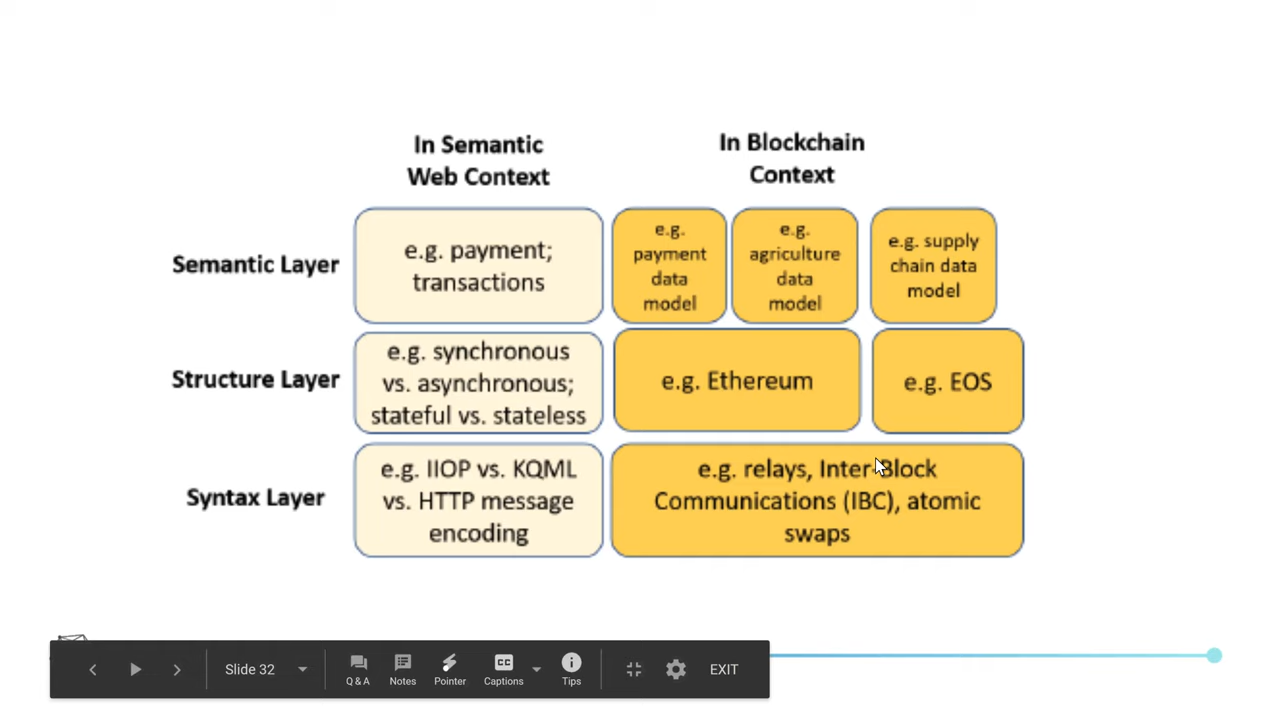 In Semantic
Web Context
In Blockchain
Context
Semantic Layer
e.g. payment;
transactions
e.g.
payment
data
model
e.g.
agriculture
data
model
e.g. supply
chain data
model
Structure Layer
e.g. synchronous
vs. asynchronous;
stateful vs. stateless
e.g. Ethereum
e.g. EOS
Syntax Layer
e.g. IIOP vs. KQML
vs. HTTP message
encoding
e.g. relays, Inter-Block
Communications (IBC), atomic
swaps
Slide 32
Q & A
Notes
Pointer
CC
Captions
Tips
EXIT